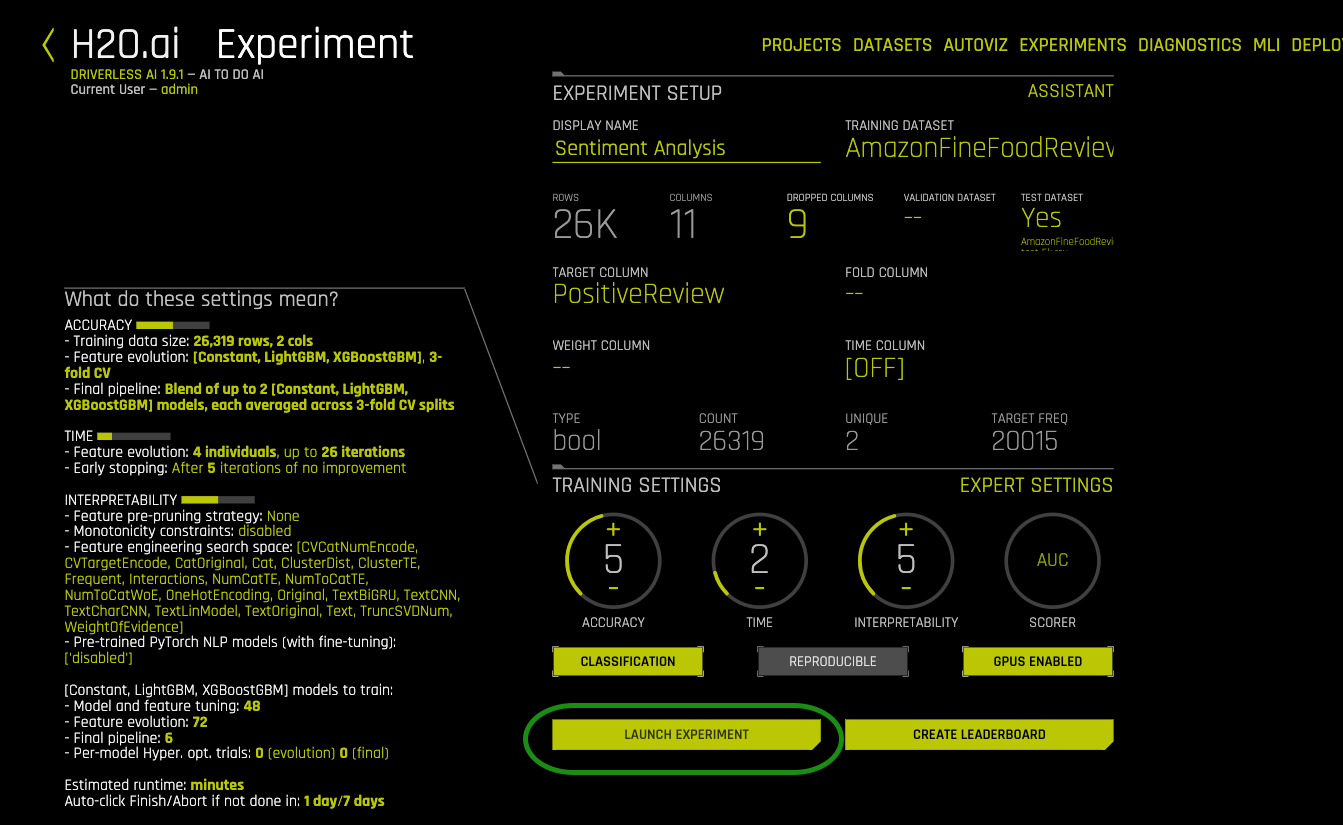 H2O.ai Experiment
DRIVERLESS AI 1.9.1 – AI TO DO AI
Current User – admin
PROJECTS DATASETS AUTOVIZ EXPERIMENTS DIAGNOSTICS MLI DEPLO
EXPERIMENT SETUP ASSISTANT
DISPLAY NAME TRAINING DATASET
Sentiment Analysis AmazonFineFoodReview
ROWS COLUMNS DROPPED COLUMNS VALIDATION DATASET TEST DATASET
26K 11 9 -- Yes
AmazonFineFoodRevi
TARGET COLUMN FOLD COLUMN
PositiveReview --
WEIGHT COLUMN TIME COLUMN
-- [OFF]
TYPE COUNT UNIQUE TARGET FREQ
bool 26319 2 20015
What do these settings mean?
ACCURACY
- Training data size: 26,319 rows, 2 cols
- Feature evolution: [Constant, LightGBM, XGBoostGBM], 3-
fold CV
- Final pipeline: Blend of up to 2 [Constant, LightGBM,
XGBoostGBM] models, each averaged across 3-fold CV splits
TIME
- Feature evolution: 4 individuals, up to 26 iterations
- Early stopping: After 5 iterations of no improvement
INTERPRETABILITY
- Feature pre-pruning strategy: None
- Monotonicity constraints: disabled
- Feature engineering search space: [CVCatNumEncode,
CVTargetEncode, CatOriginal, Cat, ClusterDist, ClusterTE,
Frequent, Interactions, NumCatTE, NumToCatTE,
NumToCatWoE, OneHotEncoding, Original, TextBiGRU, TextCNN,
TextCharCNN, TextLinModel, TextOriginal, Text, TruncSVDNum,
WeightOfEvidence]
- Pre-trained PyTorch NLP models (with fine-tuning):
['disabled']
[Constant, LightGBM, XGBoostGBM] models to train:
- Model and feature tuning: 48
- Feature evolution: 72
- Final pipeline: 6
- Per-model Hyper. opt. trials: 0 (evolution) 0 (final)
Estimated runtime: minutes
Auto-click Finish/Abort if not done in: 1 day/7 days
TRAINING SETTINGS EXPERT SETTINGS
+ + +
5 2 5 AUC
- - -
ACCURACY TIME INTERPRETABILITY SCORER
CLASSIFICATION REPRODUCIBLE GPUS ENABLED
LAUNCH EXPERIMENT CREATE LEADERBOARD